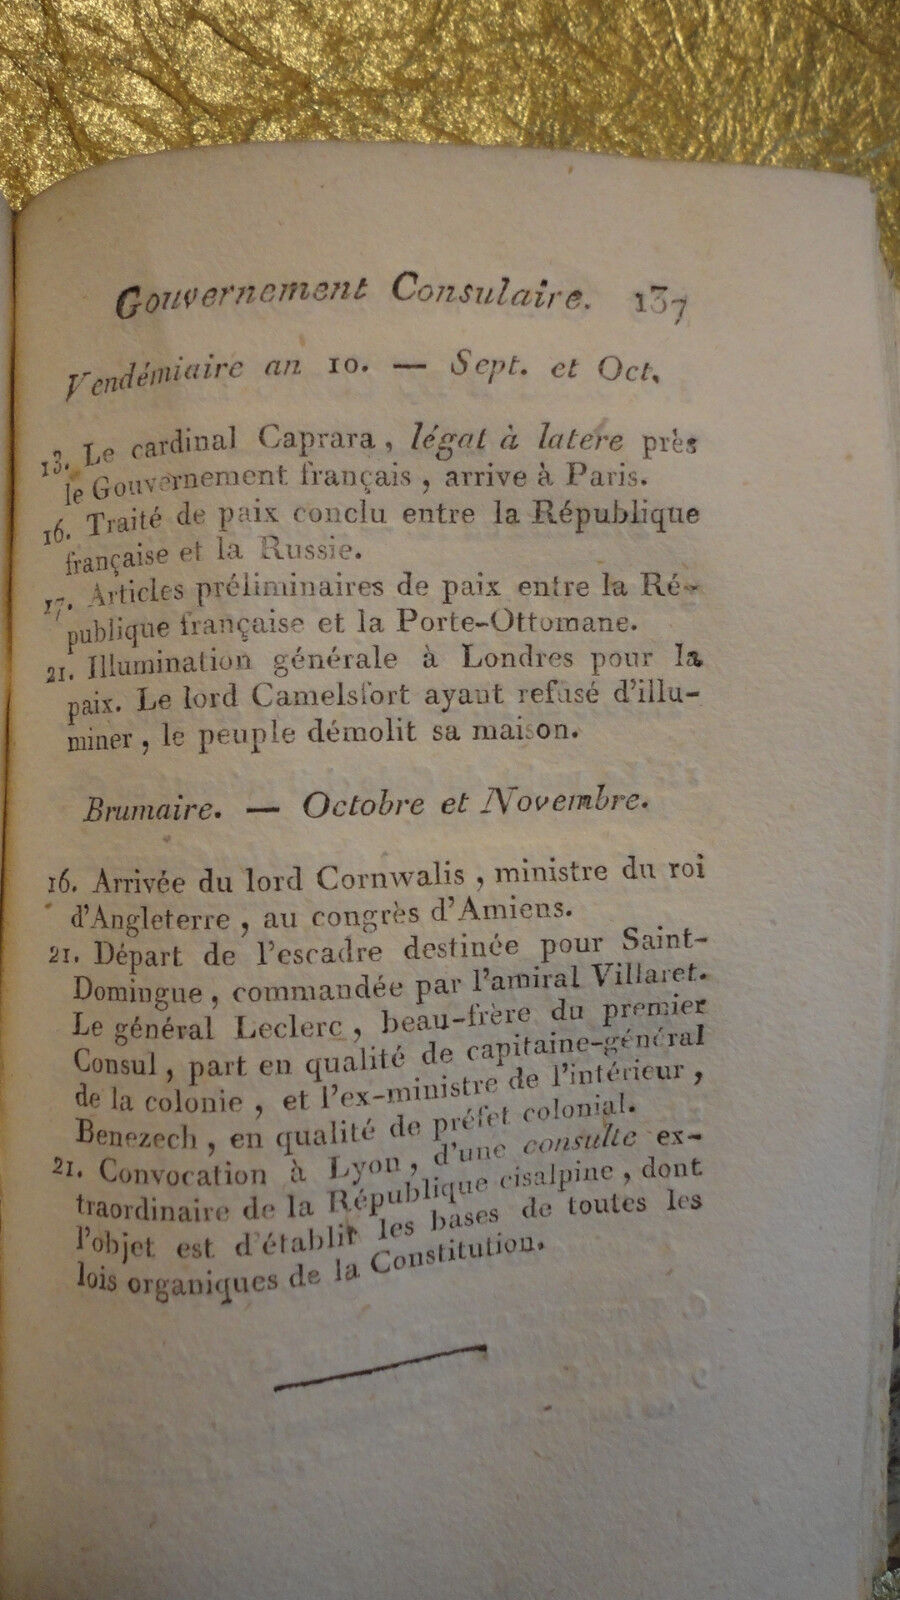 Gouvernement Consulaire. 137
Vendémiaire an 10. — Sept. et Oct.
13. Le cardinal Caprara, légat à latere près
le Gouvernement français, arrive à Paris.
16. Traité de paix conclu entre la République
française et la Russie.
17. Articles préliminaires de paix entre la Ré-
publique française et la Porte-Ottomane.
21. Illumination générale à Londres pour la
paix. Le lord Camelsfort ayant refusé d'illu-
miner, le peuple démolit sa maison.
Brumaire. — Octobre et Novembre.
16. Arrivée du lord Cornwalis, ministre du roi
d'Angleterre, au congrès d'Amiens.
21. Départ de l'escadre destinée pour Saint-
Domingue, commandée par l'amiral Villaret.
Le général Leclerc, beau-frère du premier
Consul, part en qualité de capitaine-général
de la colonie, et l'ex-ministre de l'intérieur,
Benezech, en qualité de préfet colonial.
21. Convocation à Lyon, d'une consulte ex-
traordinaire de la République cisalpine, dont
l'objet est d'établir les bases de toutes les
lois organiques de la Constitution.